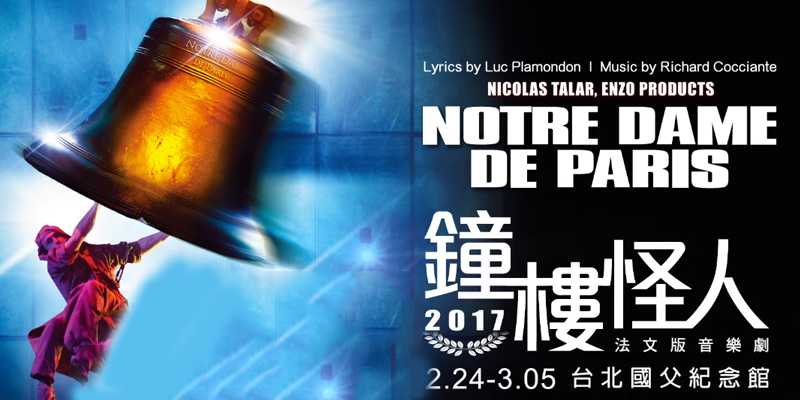 NOTRE DAM
DE PARIS
Lyrics by Luc Plamondon I Music by Richard Cocciante
NICOLAS TALAR, ENZO PRODUCTS
NOTRE DAME
DE PARIS
鐘樓怪人
2017
法文版音樂劇
2.24-3.05 台北國父紀念館